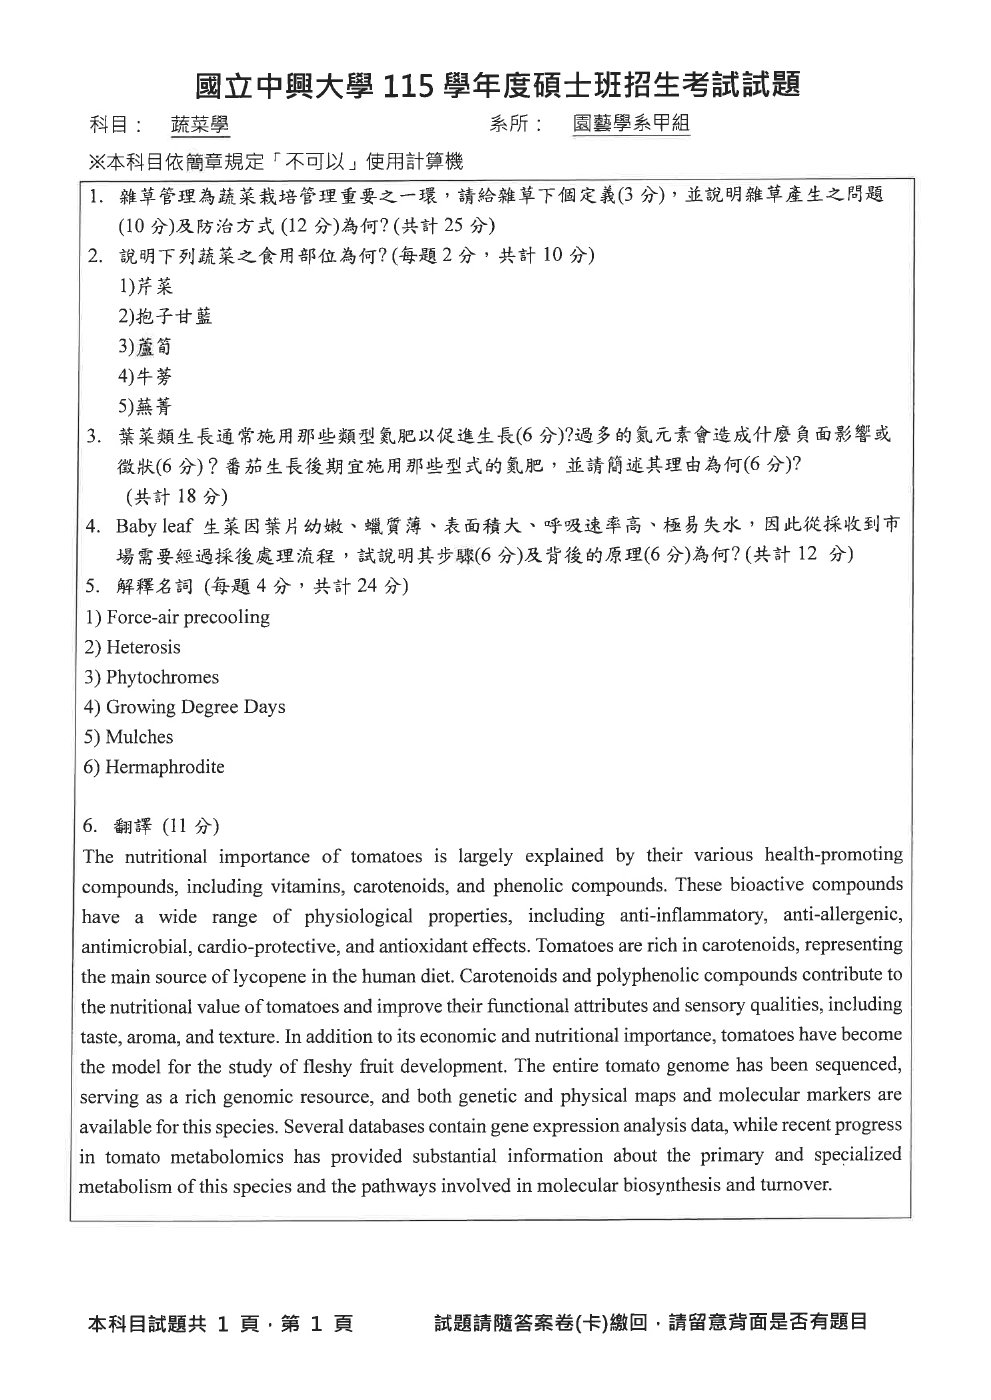 國立中興大學 115 學年度碩士班招生考試試題
科目： 蔬菜學 系所： 園藝學系甲組
※本科目依簡章規定「不可以」使用計算機
1. 雜草管理為蔬菜栽培管理重要之一環，請給雜草下個定義(3 分)，並說明雜草產生之問題
(10 分)及防治方式 (12 分)為何? (共計 25 分)
2. 說明下列蔬菜之食用部位為何? (每題 2 分，共計 10 分)
1)芹菜
2)抱子甘藍
3)蘆筍
4)牛蒡
5)蕪菁
3. 葉菜類生長通常施用那些類型氮肥以促進生長(6 分)?過多的氮元素會造成什麼負面影響或
徵狀(6 分)？番茄生長後期宜施用那些型式的氮肥，並請簡述其理由為何(6 分)?
(共計 18 分)
4. Baby leaf 生菜因葉片幼嫩、蠟質薄、表面積大、呼吸速率高、極易失水，因此從採收到市
場需要經過採後處理流程，試說明其步驟(6 分)及背後的原理(6 分)為何? (共計 12 分)
5. 解釋名詞 (每題 4 分，共計 24 分)
1) Force-air precooling
2) Heterosis
3) Phytochromes
4) Growing Degree Days
5) Mulches
6) Hermaphrodite
6. 翻譯 (11 分)
The nutritional importance of tomatoes is largely explained by their various health-promoting
compounds, including vitamins, carotenoids, and phenolic compounds. These bioactive compounds
have a wide range of physiological properties, including anti-inflammatory, anti-allergenic,
antimicrobial, cardio-protective, and antioxidant effects. Tomatoes are rich in carotenoids, representing
the main source of lycopene in the human diet. Carotenoids and polyphenolic compounds contribute to
the nutritional value of tomatoes and improve their functional attributes and sensory qualities, including
taste, aroma, and texture. In addition to its economic and nutritional importance, tomatoes have become
the model for the study of fleshy fruit development. The entire tomato genome has been sequenced,
serving as a rich genomic resource, and both genetic and physical maps and molecular markers are
available for this species. Several databases contain gene expression analysis data, while recent progress
in tomato metabolomics has provided substantial information about the primary and specialized
metabolism of this species and the pathways involved in molecular biosynthesis and turnover.
本科目試題共 1 頁，第 1 頁 試題請隨答案卷(卡)繳回，請留意背面是否有題目